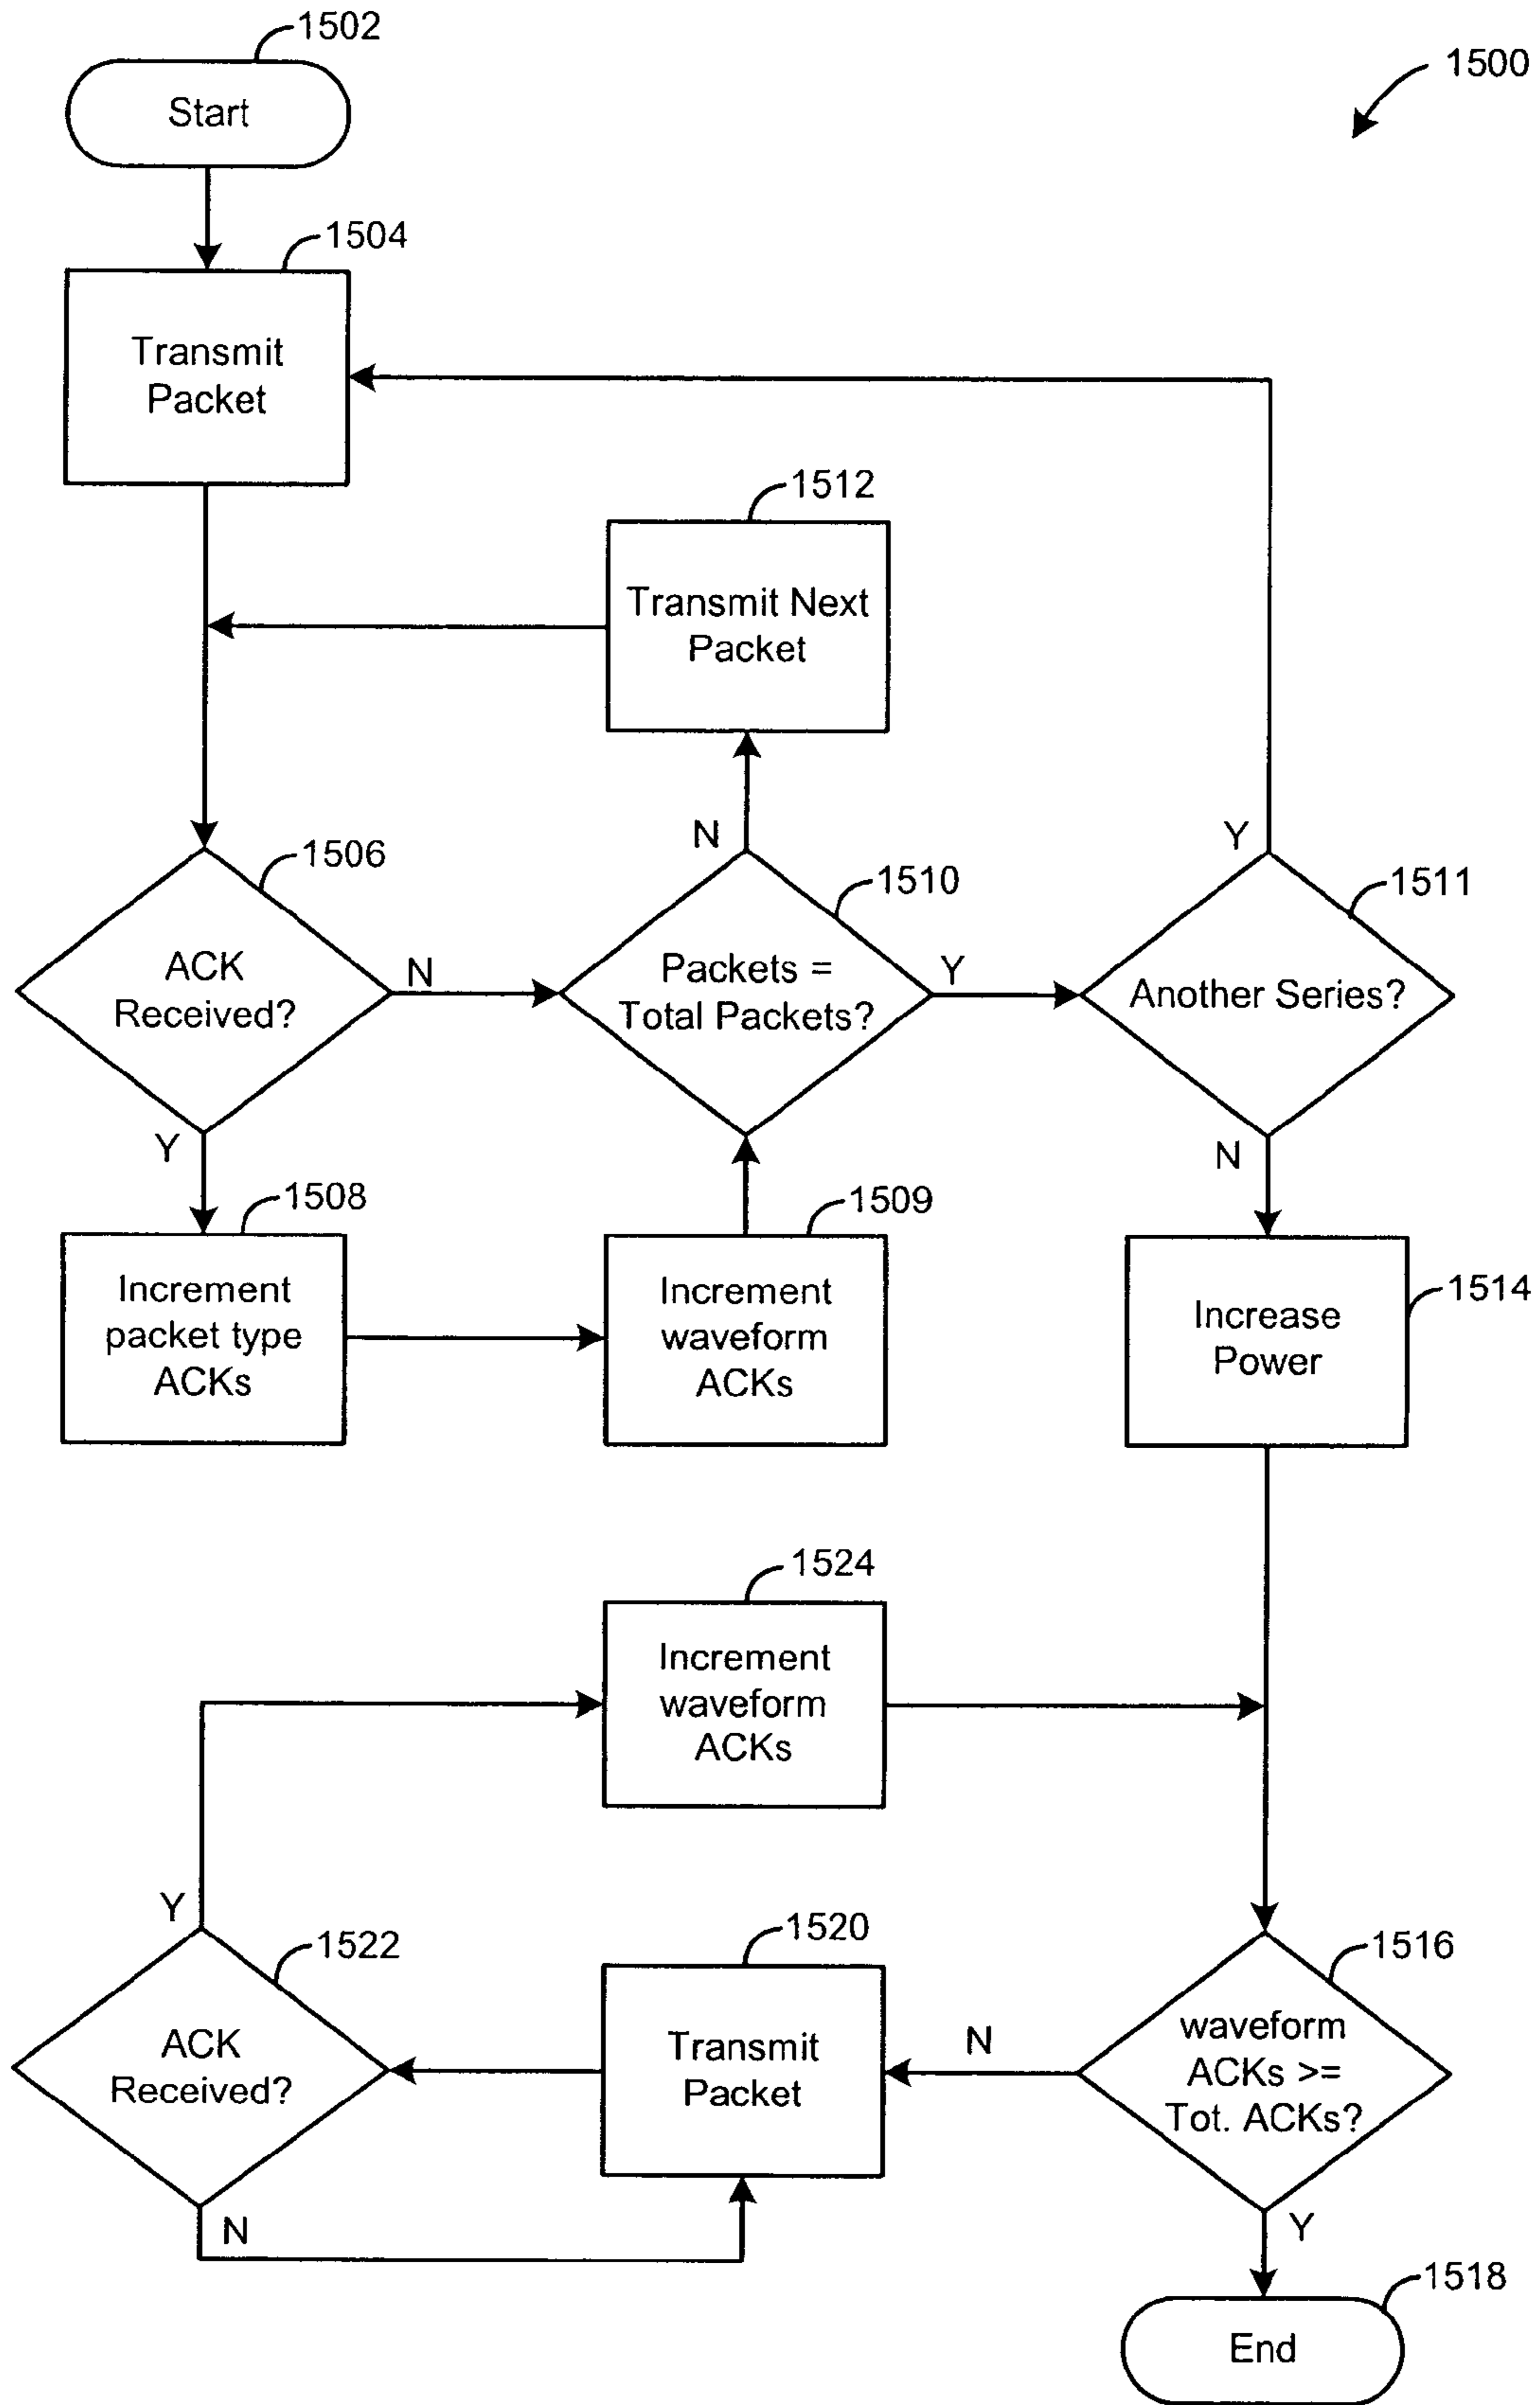 1502
1500
Start
1504
Transmit
Packet
1512
Transmit Next
Packet
N
Y
1506
1510
1511
ACK
Received?
N
Packets =
Total Packets?
Y
Another Series?
Y
N
1508
1509
1514
Increment
packet type
ACKs
Increment
waveform
ACKs
Increase
Power
1524
Increment
waveform
ACKs
Y
1522
1520
1516
ACK
Received?
Transmit
Packet
N
waveform
ACKs >=
Tot. ACKs?
N
Y
1518
End